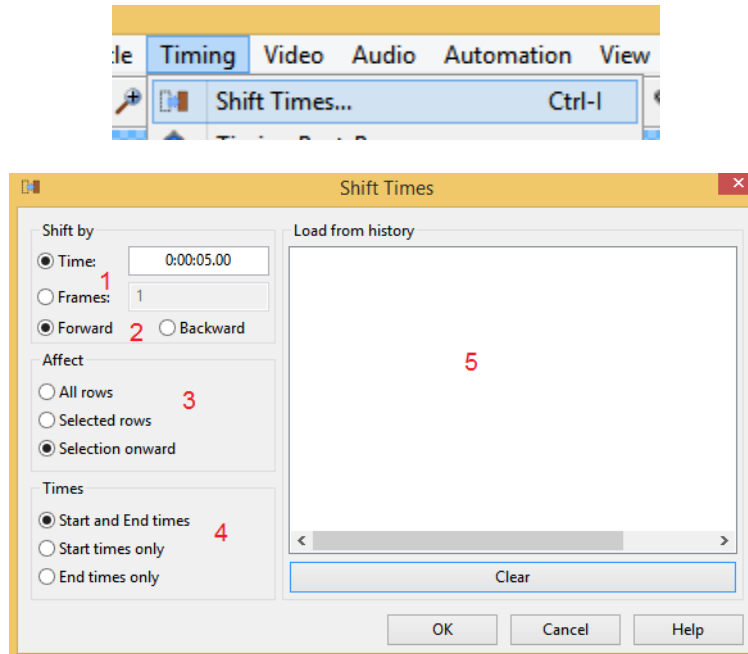 Timing Video Audio Automation View
Shift Times... Ctrl-I
Shift Times
Shift by
Time: 0:00:05.00
1
Frames: 1
Forward 2 Backward
Affect
All rows
3
Selected rows
Selection onward
Times
Start and End times
4
Start times only
End times only
Load from history
5
Clear
OK Cancel Help